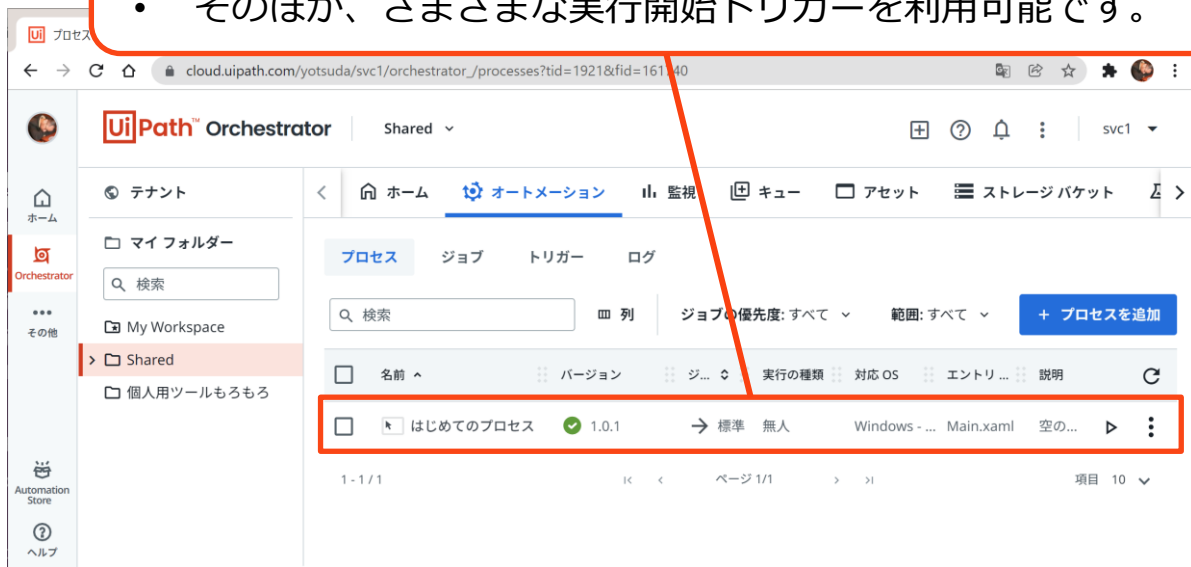 • そのほか、さまざまな実行開始トリガーを利用可能です。
Ui プロセ
cloud.uipath.com/yotsuda/svc1/orchestrator_/processes?tid=1921&fid=161740
UiPath™ Orchestrator Shared svc1
ホーム
Orchestrator
その他
Automation Store
ヘルプ
テナント
マイ フォルダー
検索
My Workspace
Shared
個人用ツールもろもろ
ホーム オートメーション 監視 キュー アセット ストレージ バケット
プロセス ジョブ トリガー ログ
検索 列 ジョブの優先度: すべて 範囲: すべて + プロセスを追加
名前 バージョン ジ... 実行の種類 対応 OS エントリ ... 説明
はじめてのプロセス 1.0.1 標準 無人 Windows - ... Main.xaml 空の...
1 - 1 / 1 ページ 1/1 項目 10